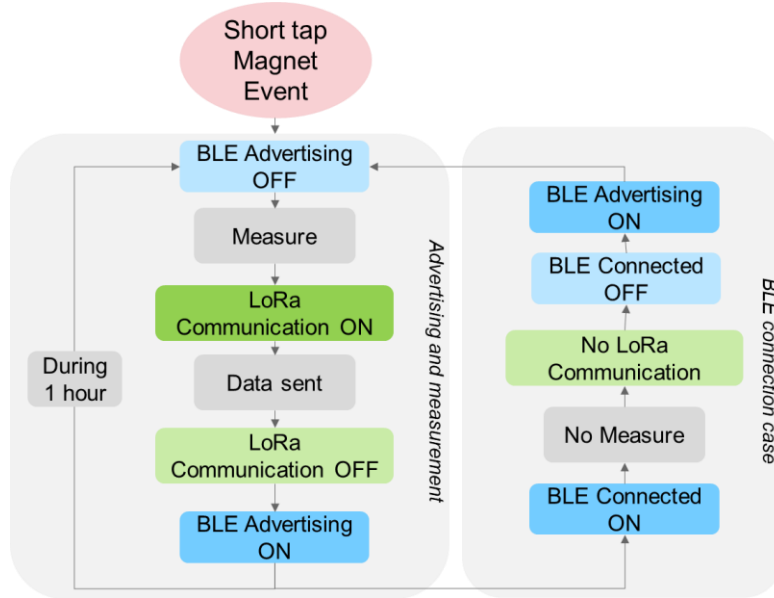 Short tap
Magnet
Event
BLE Advertising
OFF
Measure
LoRa
Communication ON
Data sent
LoRa
Communication OFF
BLE Advertising
ON
During
1 hour
Advertising and measurement
BLE Advertising
ON
BLE Connected
OFF
No LoRa
Communication
No Measure
BLE Connected
ON
BLE connection case